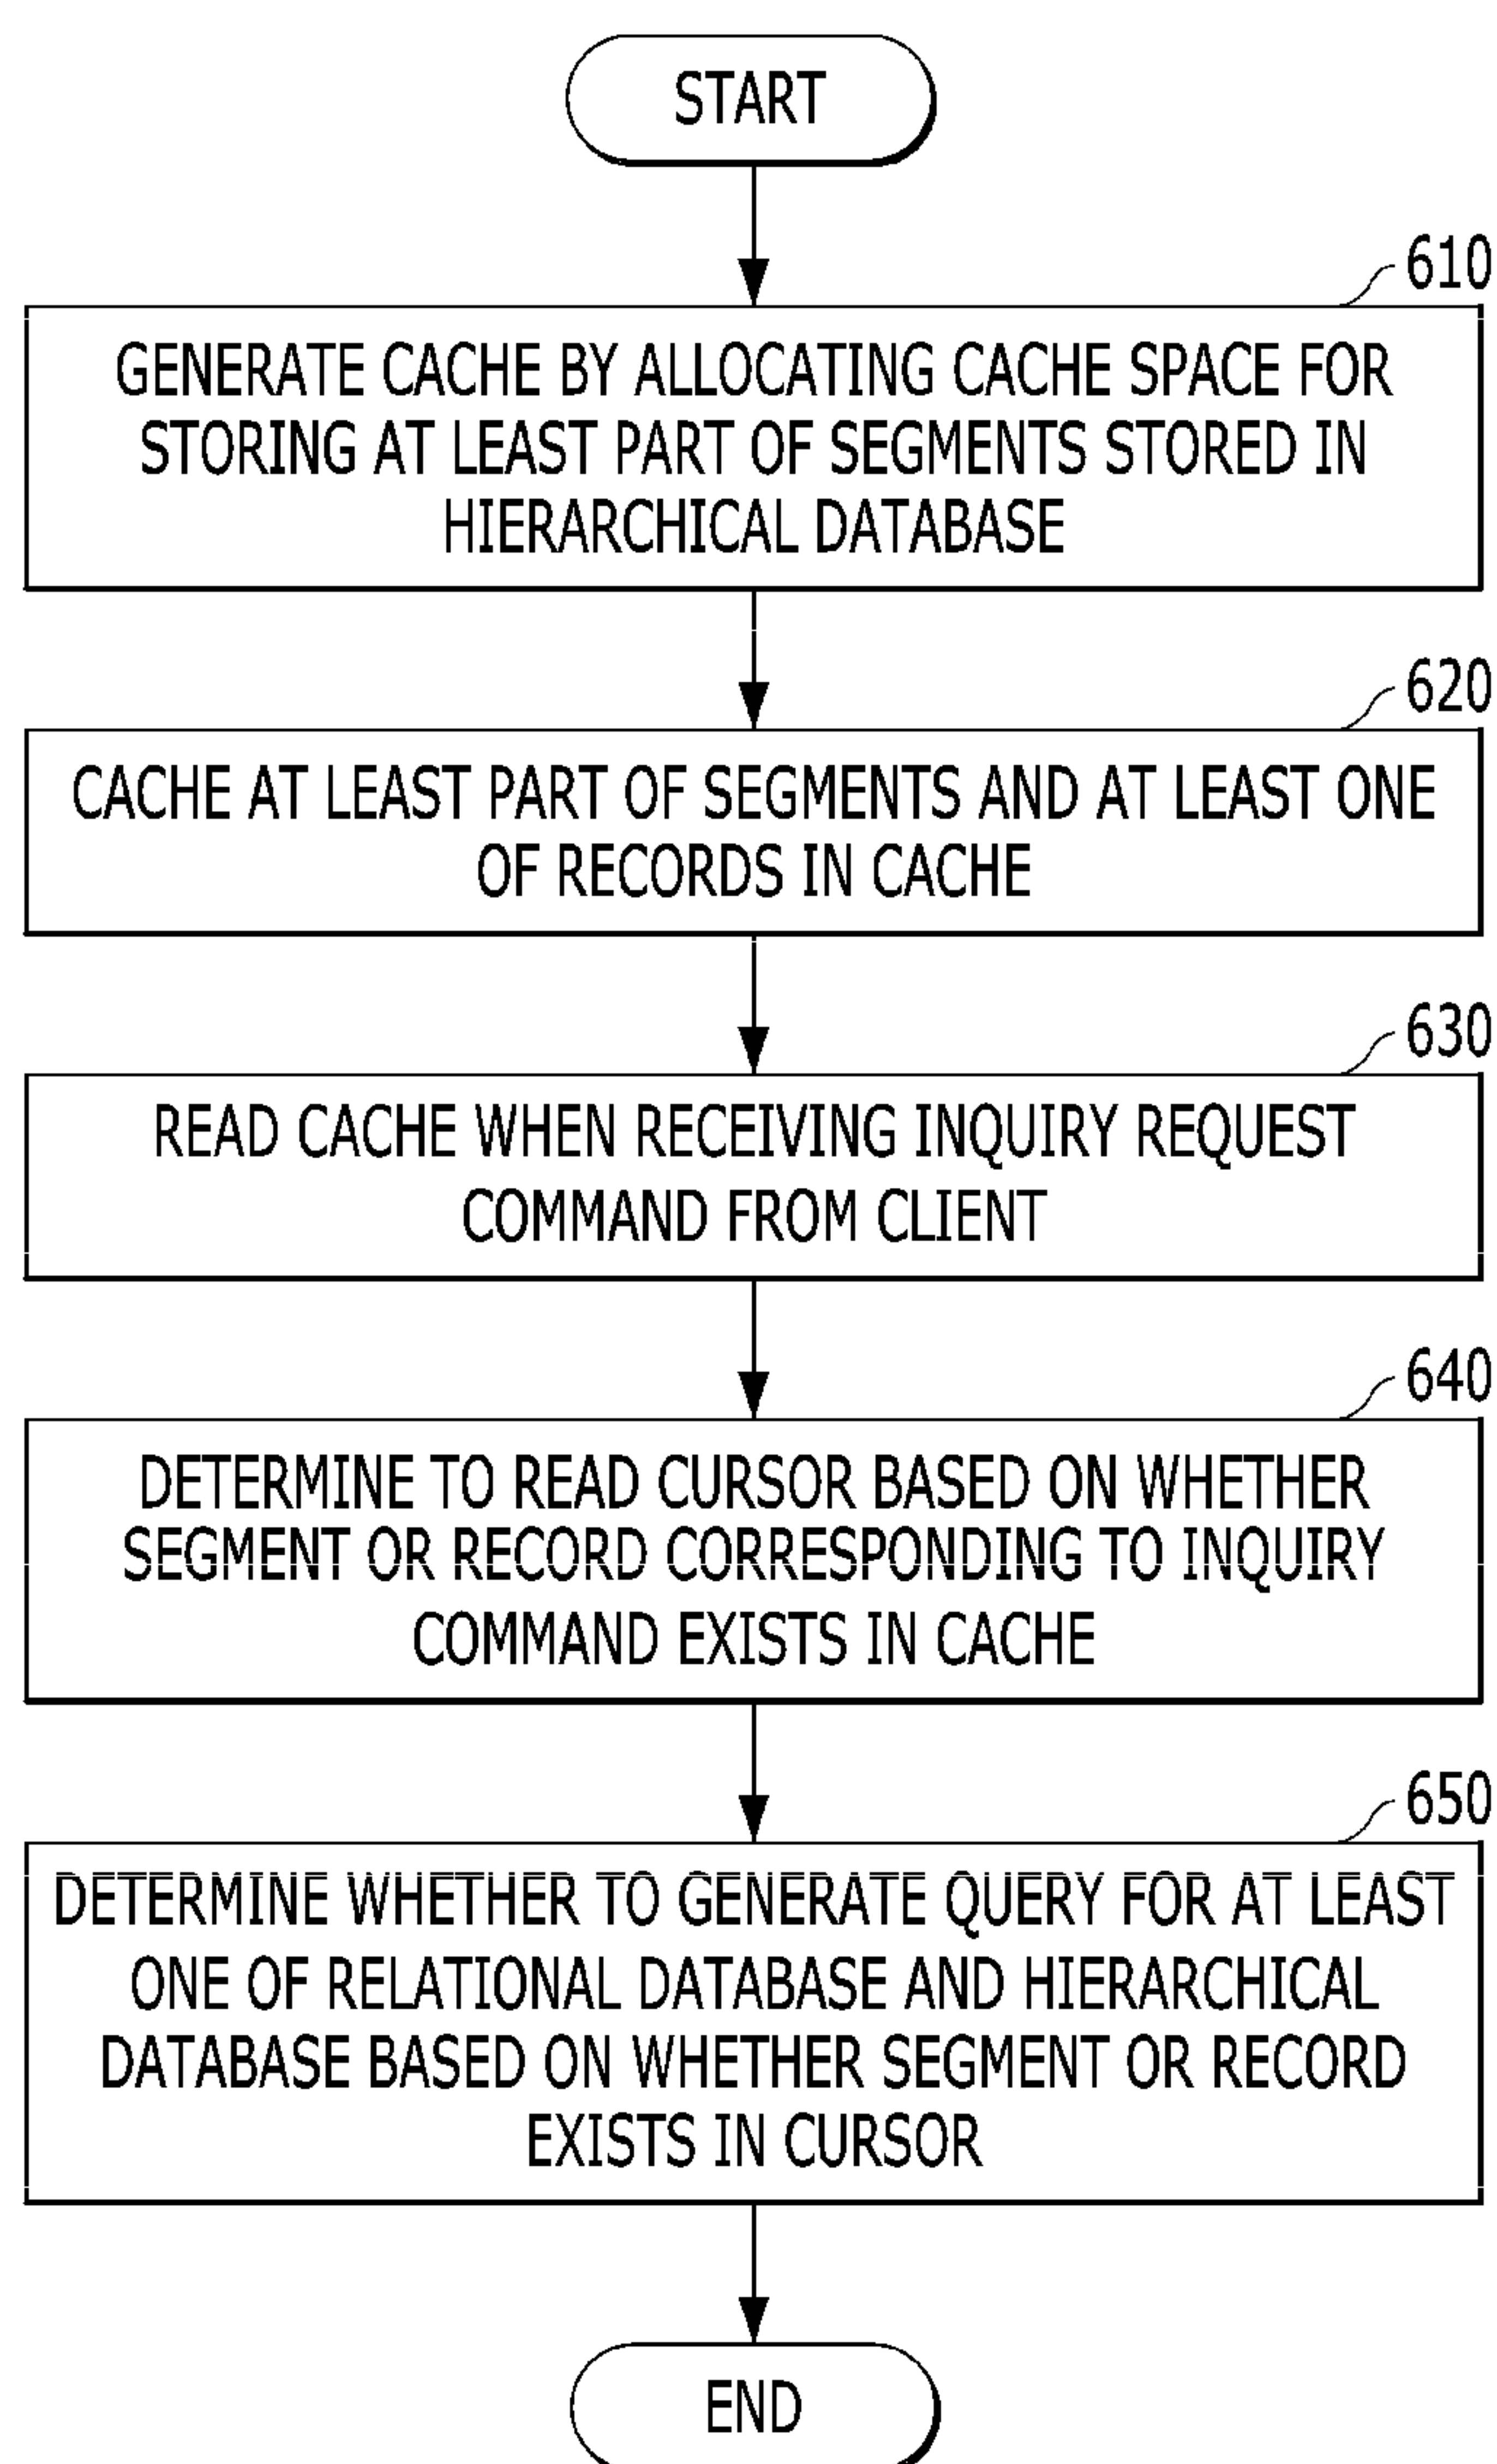 START
610
GENERATE CACHE BY ALLOCATING CACHE SPACE FOR
STORING AT LEAST PART OF SEGMENTS STORED IN
HIERARCHICAL DATABASE
620
CACHE AT LEAST PART OF SEGMENTS AND AT LEAST ONE
OF RECORDS IN CACHE
630
READ CACHE WHEN RECEIVING INQUIRY REQUEST
COMMAND FROM CLIENT
640
DETERMINE TO READ CURSOR BASED ON WHETHER
SEGMENT OR RECORD CORRESPONDING TO INQUIRY
COMMAND EXISTS IN CACHE
650
DETERMINE WHETHER TO GENERATE QUERY FOR AT LEAST
ONE OF RELATIONAL DATABASE AND HIERARCHICAL
DATABASE BASED ON WHETHER SEGMENT OR RECORD
EXISTS IN CURSOR
END